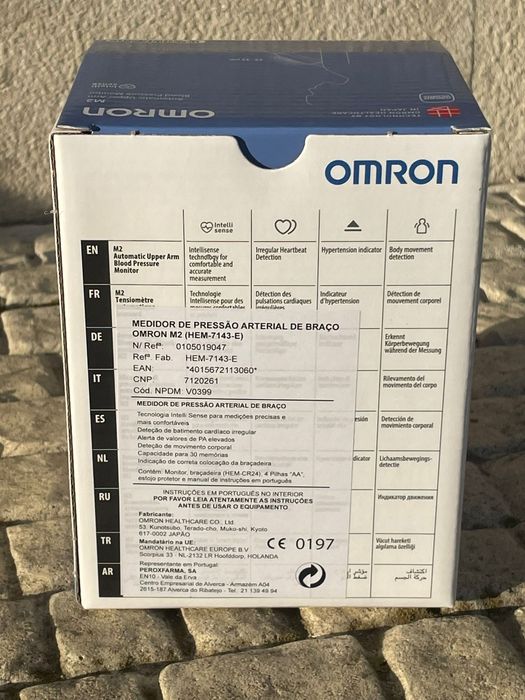 M2
Automatic Upper Arm
Blood Pressure Monitor
OMRON
TECHNOLOGY BY
OMRON HEALTHCARE
IN JAPAN
OMRON
Intelli
sense
EN
M2
Automatic Upper Arm
Blood Pressure
Monitor
Intellisense
technology for
comfortable and
accurate
measurement
Irregular Heartbeat
Detection
Hypertension indicator
Body movement
detection
FR
M2
Tensiomètre
Technologie
Intellisense pour des
mesures confortables
Détection des
pulsations cardiaques
irrégulières
Indicateur
d'hypertension
Détection de
mouvement corporel
DE
Erkennt
Körperbewegung
während der Messung
IT
Rilevamento del
movimento del corpo
ES
Detección de
movimiento corporal
NL
dicator
Lichaamsbewegings-
detectie
RU
Индикатор движения
TR
Vücut hareketi
algılama özelliği
AR
اكتشاف
حركة الجسم
MEDIDOR DE PRESSÃO ARTERIAL DE BRAÇO
OMRON M2 (HEM-7143-E)
N/ Refª: 0105019047
Refª. Fab. HEM-7143-E
EAN: *4015672113060*
CNP: 7120261
Cód. NPDM: V0399
MEDIDOR DE PRESSÃO ARTERIAL DE BRAÇO
Tecnologia Intelli Sense para medições precisas e
mais confortáveis
Deteção de batimento cardíaco irregular
Alerta de valores de PA elevados
Deteção de movimento corporal
Capacidade para 30 memórias
Indicação de correta colocação da braçadeira
Contém: Monitor, braçadeira (HEM-CR24), 4 Pilhas "AA",
estojo protetor e manual de instruções em português
INSTRUÇÕES EM PORTUGUÊS NO INTERIOR
POR FAVOR LEIA ATENTAMENTE AS INSTRUÇÕES
ANTES DE USAR O EQUIPAMENTO
Fabricante:
OMRON HEALTHCARE CO., Ltd.
53, Kunotsubo, Terado-cho, Muko-shi, Kyoto
617-0002 JAPÃO
Mandatário na UE:
OMRON HEALTHCARE EUROPE B.V
Scorpius 33 - NL-2132 LR Hoofddorp, HOLANDA
CE 0197
Representante em Portugal:
PEROXFARMA, SA
EN10 - Vale da Erva
Centro Empresarial de Alverca - Armazém A04
2615-187 Alverca do Ribatejo - Tel.: 21 139 48 94